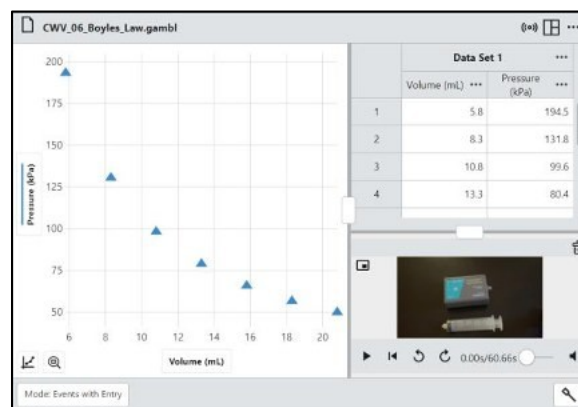 CWV_06_Boyles_Law.gambl
Data Set 1
Volume (mL)
Pressure (kPa)
1 5.8 194.5
2 8.3 131.8
3 10.8 99.6
4 13.3 80.4
Pressure (kPa)
200
175
150
125
100
75
50
6 8 10 12 14 16 18 20
Volume (mL)
0.00s/60.66s
Mode: Events with Entry